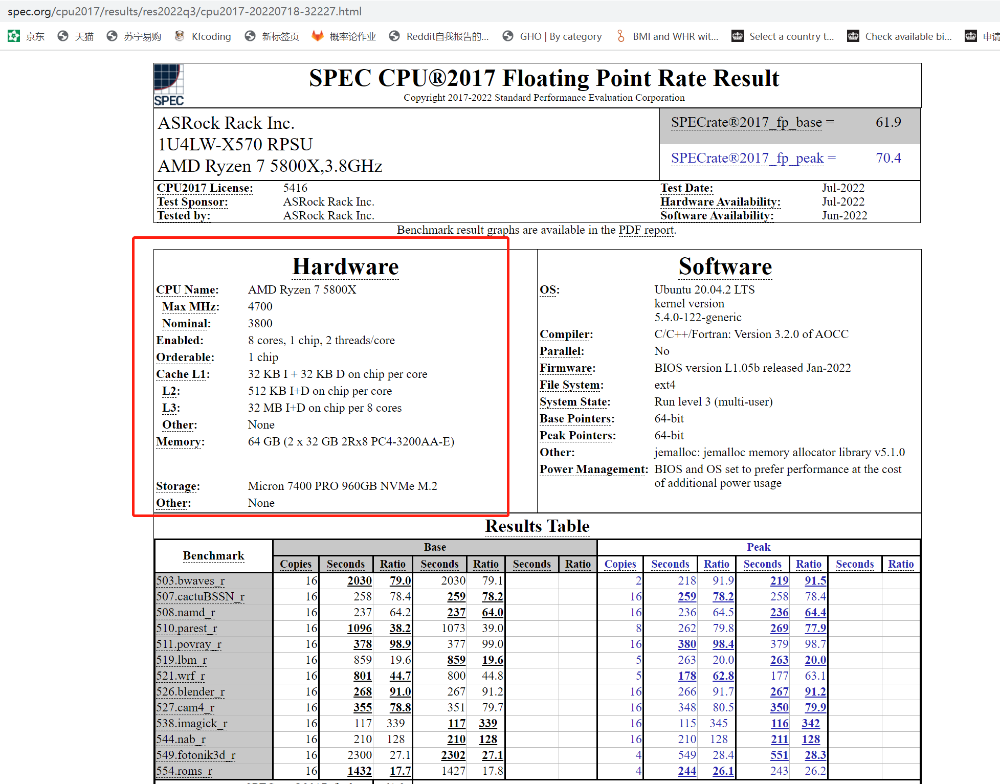 spec.org/cpu2017/results/res2022q3/cpu2017-20220718-32227.html
京东 天猫 苏宁易购 Kfcoding 新标签页 概率论作业 Reddit自我报告的... GHO | By category BMI and WHR wit... Select a country t... Check available bi... 申请
SPEC
SPEC CPU®2017 Floating Point Rate Result
Copyright 2017-2022 Standard Performance Evaluation Corporation
ASRock Rack Inc.
1U4LW-X570 RPSU
AMD Ryzen 7 5800X,3.8GHz
SPECrate®2017_fp_base = 61.9
SPECrate®2017_fp_peak = 70.4
CPU2017 License: 5416
Test Sponsor: ASRock Rack Inc.
Tested by: ASRock Rack Inc.
Test Date: Jul-2022
Hardware Availability: Jul-2022
Software Availability: Jun-2022
Benchmark result graphs are available in the PDF report.
Hardware
CPU Name: AMD Ryzen 7 5800X
Max MHz: 4700
Nominal: 3800
Enabled: 8 cores, 1 chip, 2 threads/core
Orderable: 1 chip
Cache L1: 32 KB I + 32 KB D on chip per core
L2: 512 KB I+D on chip per core
L3: 32 MB I+D on chip per 8 cores
Other: None
Memory: 64 GB (2 x 32 GB 2Rx8 PC4-3200AA-E)
Storage: Micron 7400 PRO 960GB NVMe M.2
Other: None
Software
OS: Ubuntu 20.04.2 LTS
kernel version
5.4.0-122-generic
Compiler: C/C++/Fortran: Version 3.2.0 of AOCC
Parallel: No
Firmware: BIOS version L1.05b released Jan-2022
File System: ext4
System State: Run level 3 (multi-user)
Base Pointers: 64-bit
Peak Pointers: 64-bit
Other: jemalloc: jemalloc memory allocator library v5.1.0
Power Management: BIOS and OS set to prefer performance at the cost
of additional power usage
Results Table
Benchmark Base Peak
Copies Seconds Ratio Seconds Ratio Seconds Ratio Copies Seconds Ratio Seconds Ratio Seconds Ratio
503.bwaves_r 16 2030 79.0 2030 79.1 2 218 91.9 219 91.5
507.cactuBSSN_r 16 258 78.4 259 78.2 16 259 78.2 258 78.4
508.namd_r 16 237 64.2 237 64.0 16 236 64.5 236 64.4
510.parest_r 16 1096 38.2 1073 39.0 8 262 79.8 269 77.9
511.povray_r 16 378 98.9 377 99.0 16 380 98.4 379 98.7
519.lbm_r 16 859 19.6 859 19.6 5 263 20.0 263 20.0
521.wrf_r 16 801 44.7 800 44.8 5 178 62.8 177 63.1
526.blender_r 16 268 91.0 267 91.2 16 266 91.7 267 91.2
527.cam4_r 16 355 78.8 351 79.7 16 348 80.5 350 79.9
538.imagick_r 16 117 339 117 339 16 115 345 116 342
544.nab_r 16 210 128 210 128 16 210 128 211 128
549.fotonik3d_r 16 2300 27.1 2302 27.1 4 549 28.4 551 28.3
554.roms_r 16 1432 17.7 1427 17.8 4 244 26.1 243 26.2